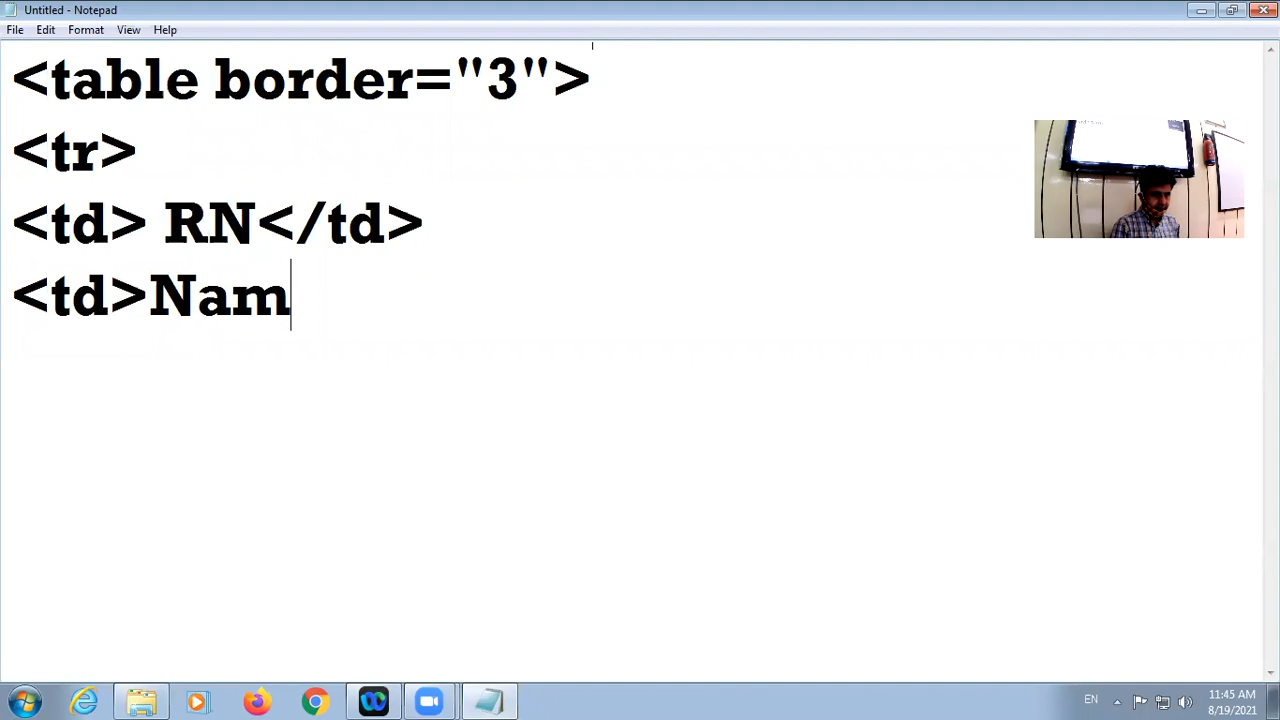 Untitled - Notepad
File Edit Format View Help
<table border="3">
<tr>
<td> RN</td>
<td>Nam
EN
11:45 AM
8/19/2021